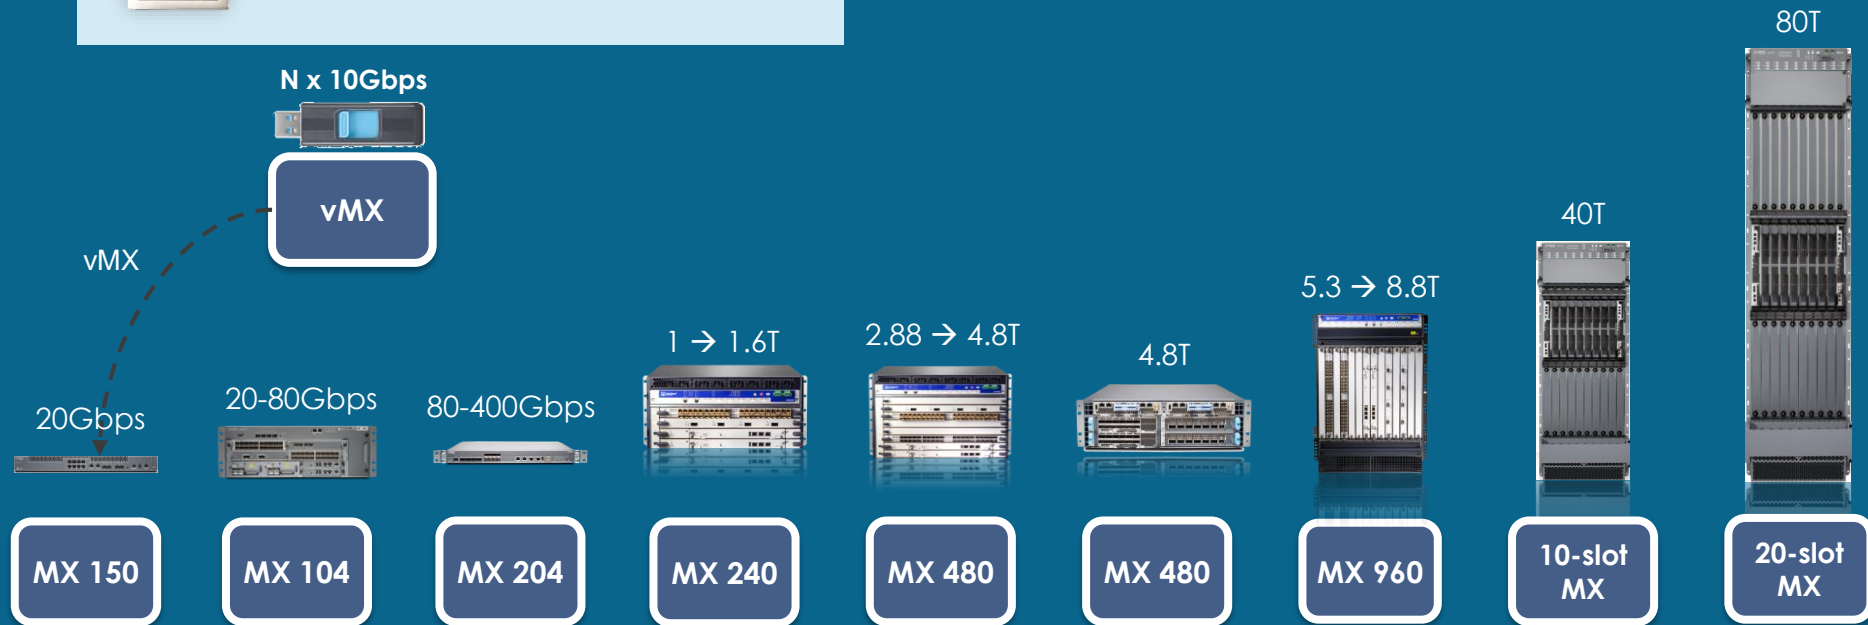 80T
N x 10Gbps
vMX
40T
vMX
5.3 → 8.8T
1 → 1.6T
2.88 → 4.8T
4.8T
20Gbps
20-80Gbps
80-400Gbps
MX 150
MX 104
MX 204
MX 240
MX 480
MX 480
MX 960
10-slot
MX
20-slot
MX